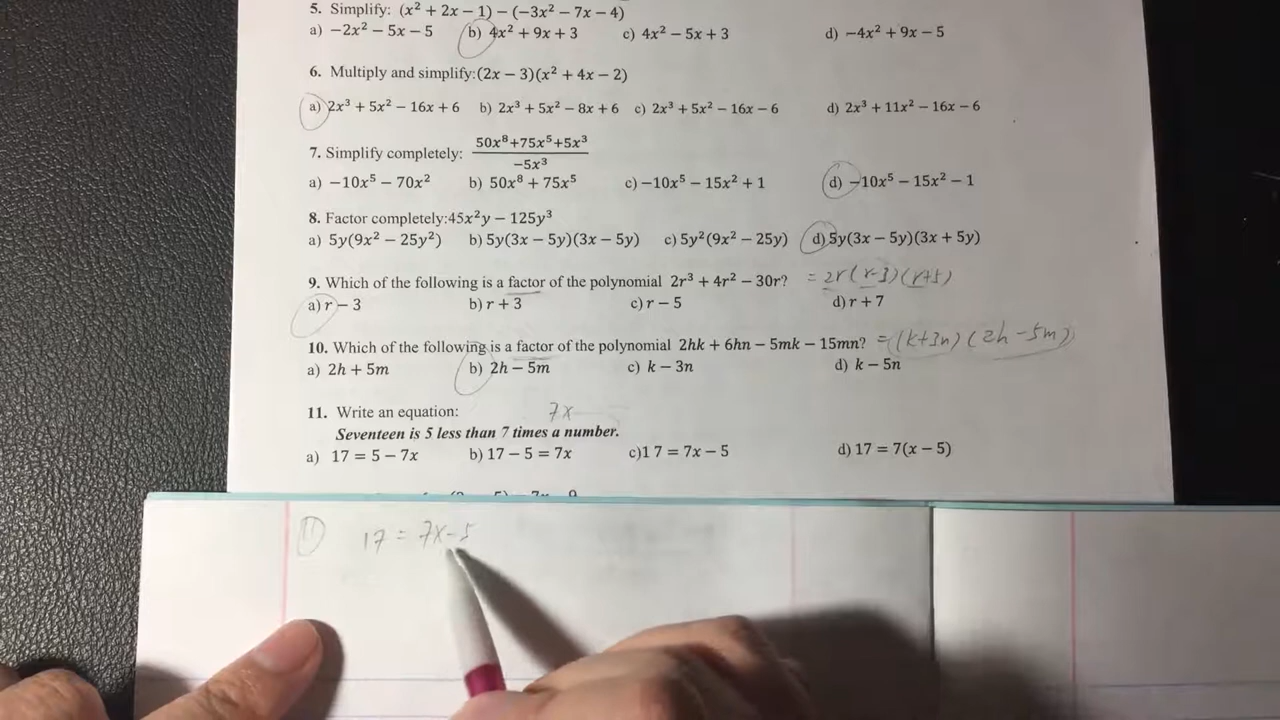 5. Simplify: (x² + 2x − 1) − (−3x² − 7x − 4)
a) −2x² − 5x − 5 b) 4x² + 9x + 3 c) 4x² − 5x + 3 d) −4x² + 9x − 5
6. Multiply and simplify:(2x − 3)(x² + 4x − 2)
a) 2x³ + 5x² − 16x + 6 b) 2x³ + 5x² − 8x + 6 c) 2x³ + 5x² − 16x − 6 d) 2x³ + 11x² − 16x − 6
50x⁸+75x⁵+5x³
7. Simplify completely:
−5x³
a) −10x⁵ − 70x² b) 50x⁸ + 75x⁵ c) −10x⁵ − 15x² + 1 d) −10x⁵ − 15x² − 1
8. Factor completely:45x²y − 125y³
a) 5y(9x² − 25y²) b) 5y(3x − 5y)(3x − 5y) c) 5y²(9x² − 25y) d) 5y(3x − 5y)(3x + 5y)
9. Which of the following is a factor of the polynomial 2r³ + 4r² − 30r? = 2r(r-3)(r+5)
a) r − 3 b) r + 3 c) r − 5 d) r + 7
10. Which of the following is a factor of the polynomial 2hk + 6hn − 5mk − 15mn? = (k+3n)(2h-5m)
a) 2h + 5m b) 2h − 5m c) k − 3n d) k − 5n
11. Write an equation: 7x
Seventeen is 5 less than 7 times a number.
a) 17 = 5 − 7x b) 17 − 5 = 7x c)17 = 7x − 5 d) 17 = 7(x − 5)
11 17 = 7x-5